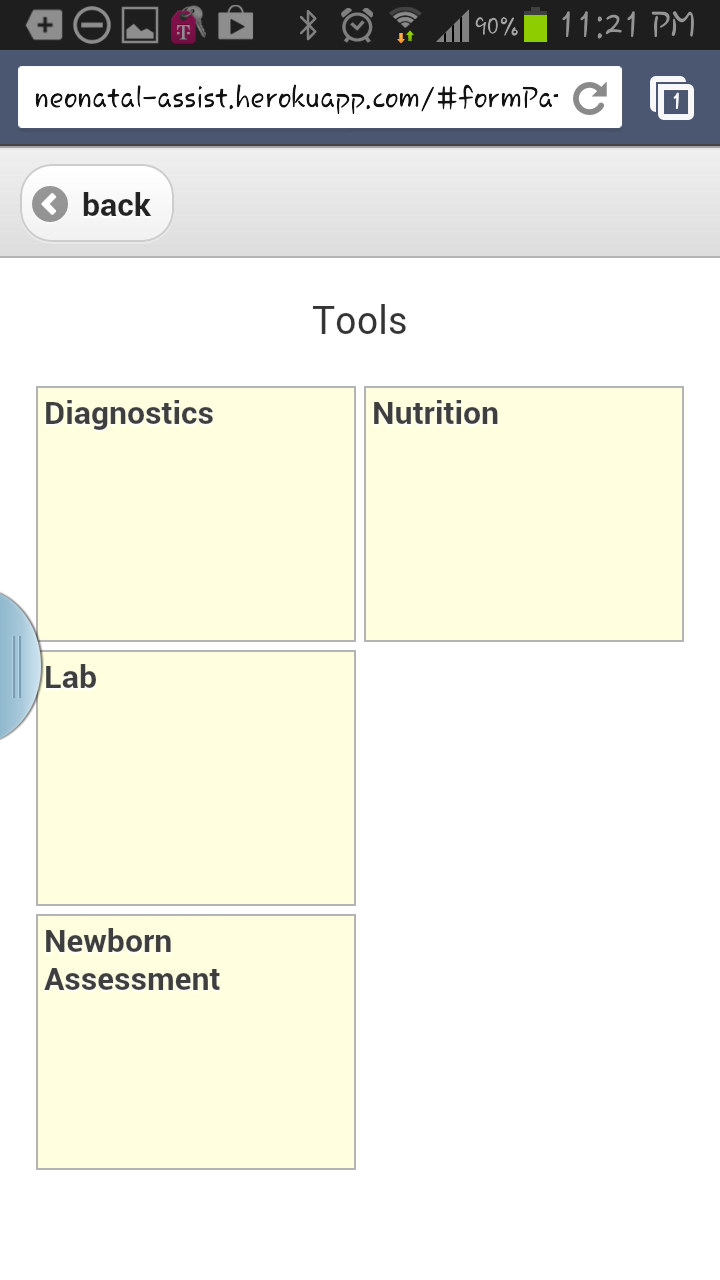 90% 11:21 PM
neonatal-assist.herokuapp.com/#formPa
1
back
Tools
Diagnostics
Nutrition
Lab
Newborn
Assessment